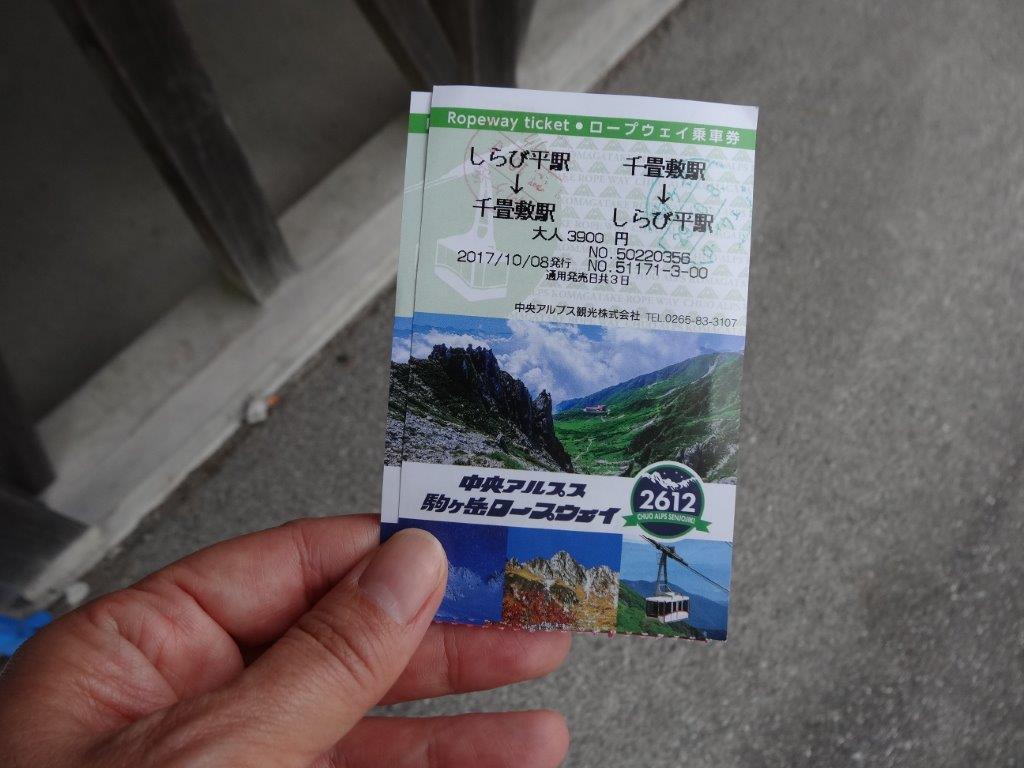 Ropeway ticket ● ロープウェイ乗車券
しらび平駅 千畳敷駅
↓ ↓
千畳敷駅 しらび平駅
大人 3900 円
NO.50220356
2017/10/08発行 NO.51171-3-00
通用発売日共3日
中央アルプス観光株式会社 TEL.0265-83-3107
中央アルプス
駒ヶ岳ロープウェイ
2612
CHUO ALPS SENJOJIKI